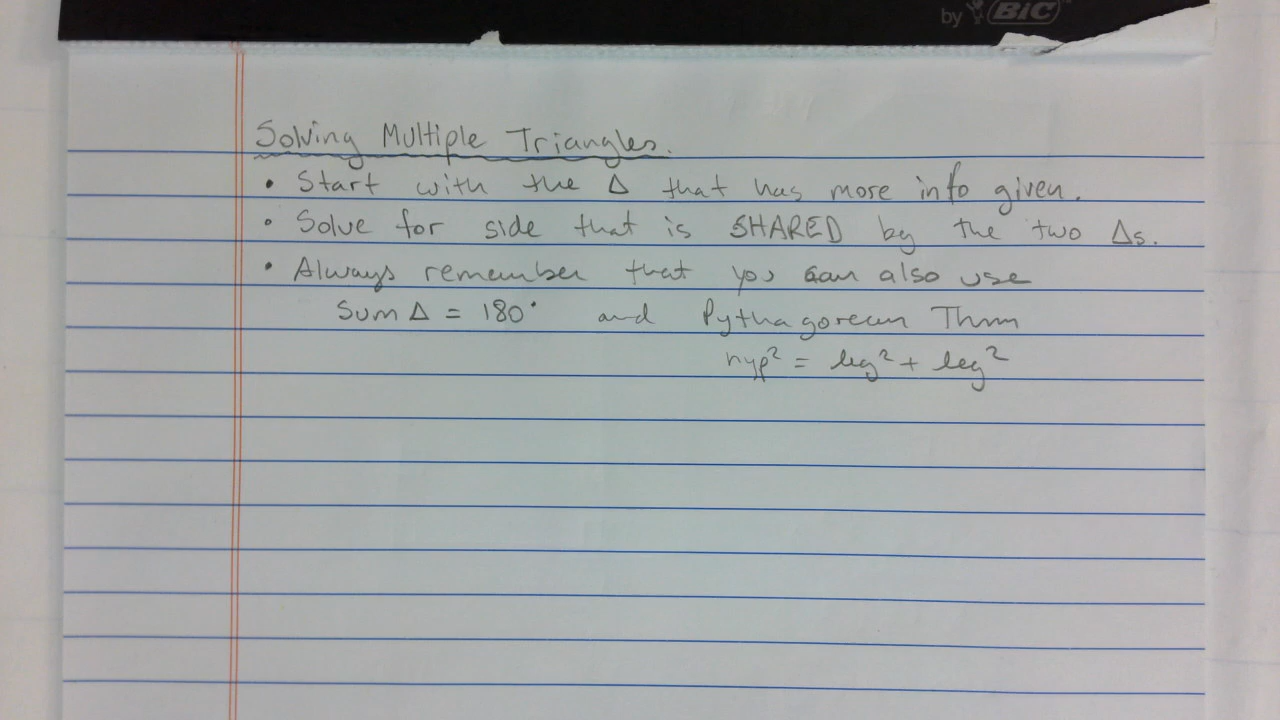 by BIC
Solving Multiple Triangles.
• Start with the Δ that has more info given.
• Solve for side that is SHARED by the two Δs.
• Always remember that you can also use
Sum Δ = 180° and Pythagorean Thm
hyp² = leg² + leg²